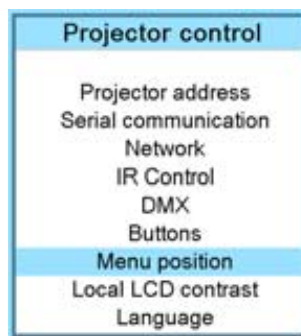 Projector control
Projector address
Serial communication
Network
IR Control
DMX
Buttons
Menu position
Local LCD contrast
Language